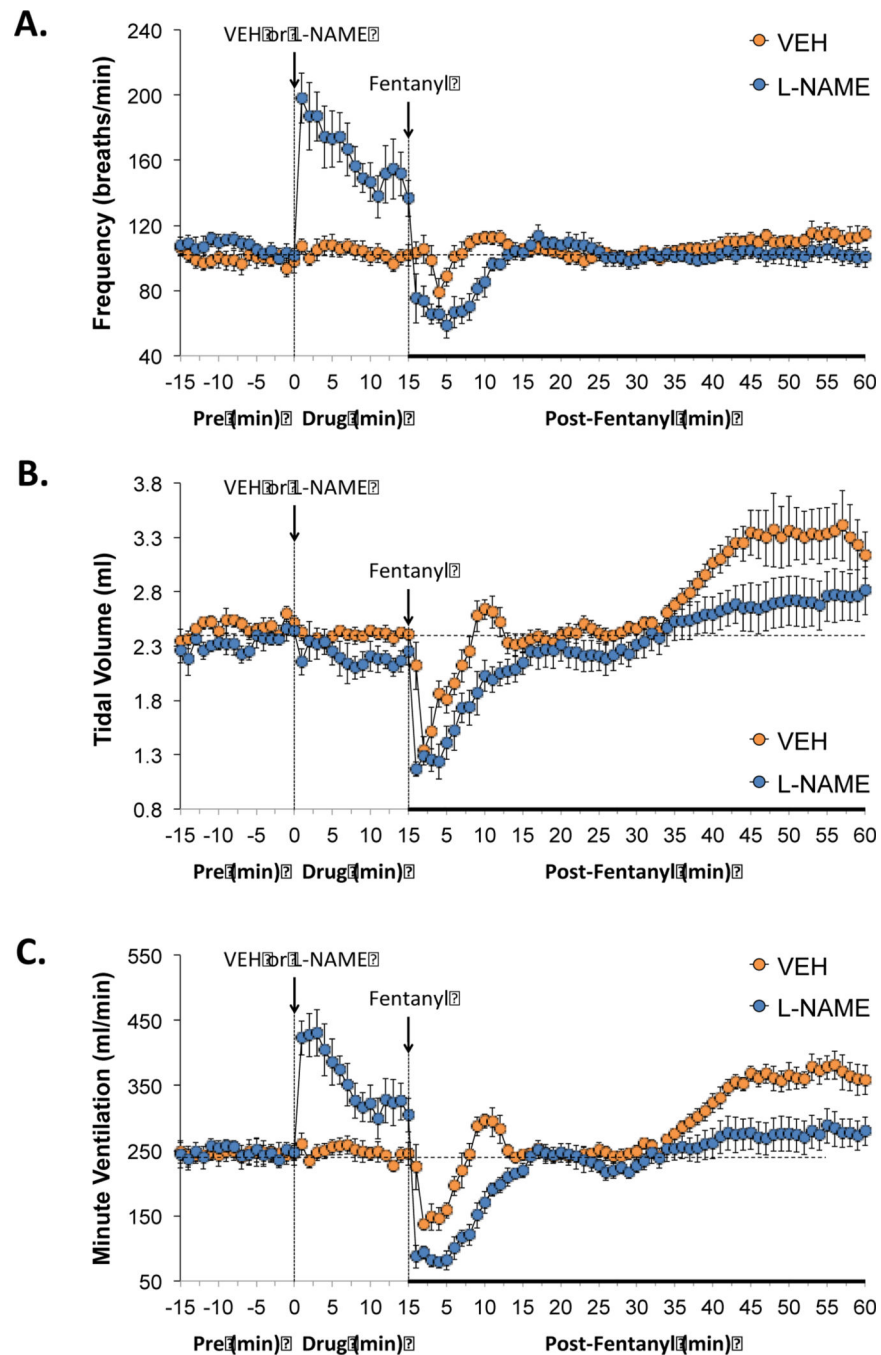 A.
VEH or L-NAME
Fentanyl
VEH
L-NAME
Frequency (breaths/min)
240
200
160
120
80
40
-15 -10 -5 0 5 10 15 5 10 15 20 25 30 35 40 45 50 55 60
Pre (min) Drug (min) Post-Fentanyl (min)
B.
VEH or L-NAME
Fentanyl
VEH
L-NAME
Tidal Volume (ml)
3.8
3.3
2.8
2.3
1.8
1.3
0.8
-15 -10 -5 0 5 10 15 5 10 15 20 25 30 35 40 45 50 55 60
Pre (min) Drug (min) Post-Fentanyl (min)
C.
VEH or L-NAME
Fentanyl
VEH
L-NAME
Minute Ventilation (ml/min)
550
450
350
250
150
50
-15 -10 -5 0 5 10 15 5 10 15 20 25 30 35 40 45 50 55 60
Pre (min) Drug (min) Post-Fentanyl (min)